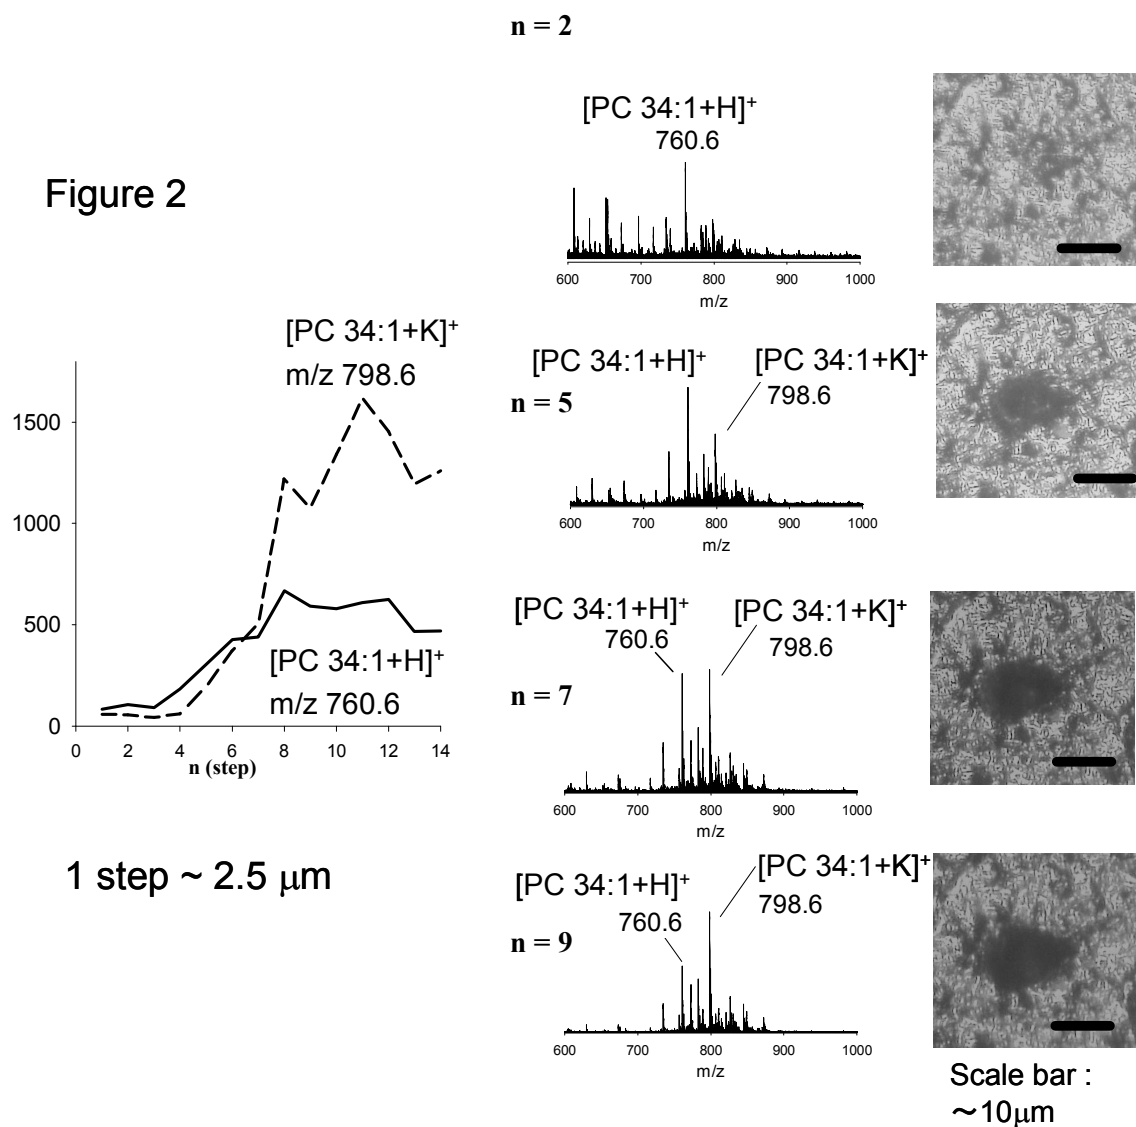 Figure 2
[PC 34:1+K]⁺
m/z 798.6
1500
1000
500
0
[PC 34:1+H]⁺
m/z 760.6
0 2 4 6 8 10 12 14
n (step)
1 step ~ 2.5 μm
n = 2
[PC 34:1+H]⁺
760.6
600 700 800 900 1000
m/z
[PC 34:1+H]⁺ [PC 34:1+K]⁺
n = 5 798.6
600 700 800 900 1000
m/z
[PC 34:1+H]⁺ [PC 34:1+K]⁺
760.6 798.6
n = 7
600 700 800 900 1000
m/z
[PC 34:1+K]⁺
[PC 34:1+H]⁺ 798.6
760.6
n = 9
600 700 800 900 1000
m/z
Scale bar :
～10μm